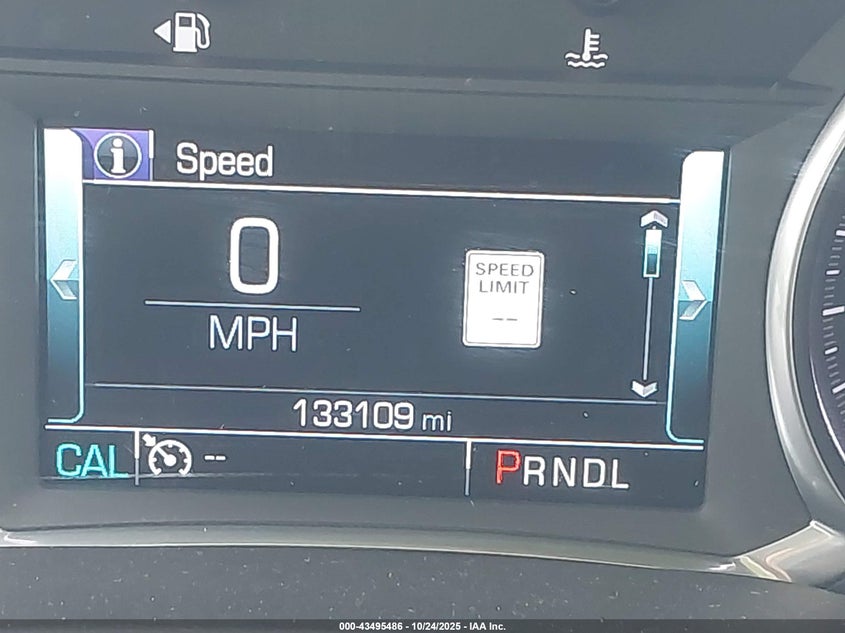 Speed
0
MPH
SPEED
LIMIT
--
133109 mi
CAL
--
PRNDL
000-43495486 - 10/24/2025 - IAA Inc.